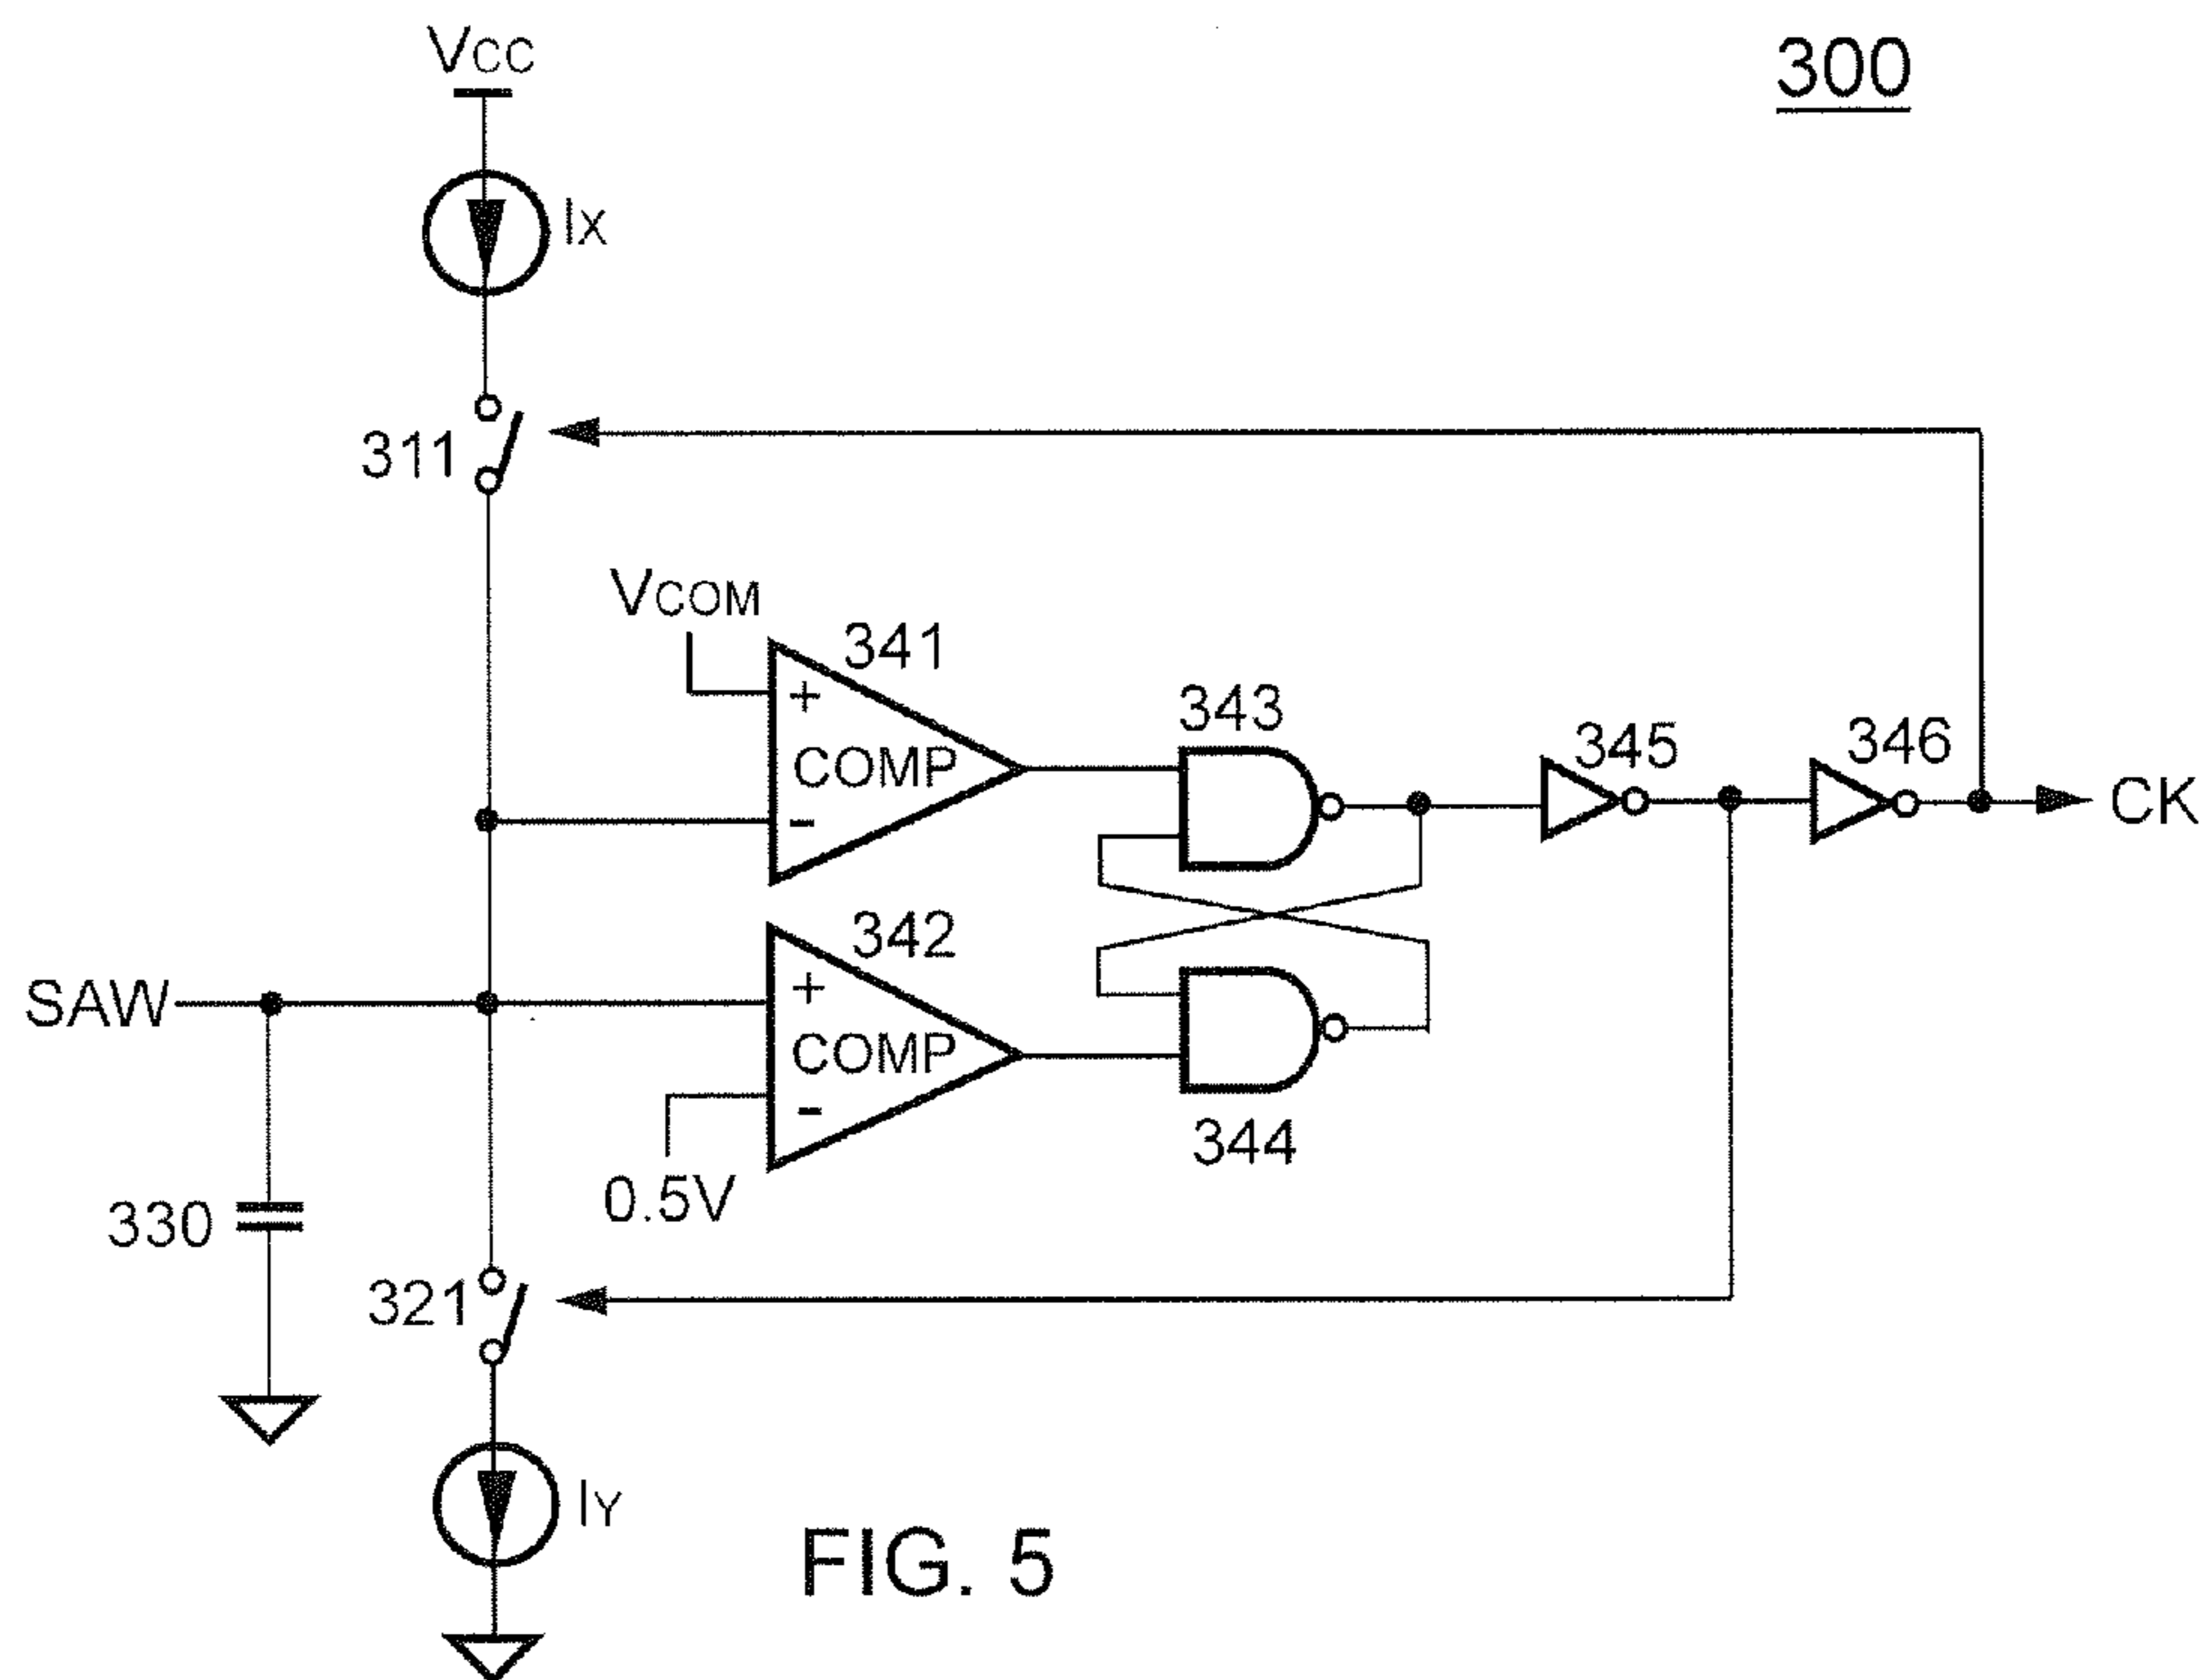 VCC
300
IX
311
VCOM
341
+
COMP
-
343
345
346
CK
342
+
COMP
-
SAW
0.5V
344
330
321
IY
FIG. 5